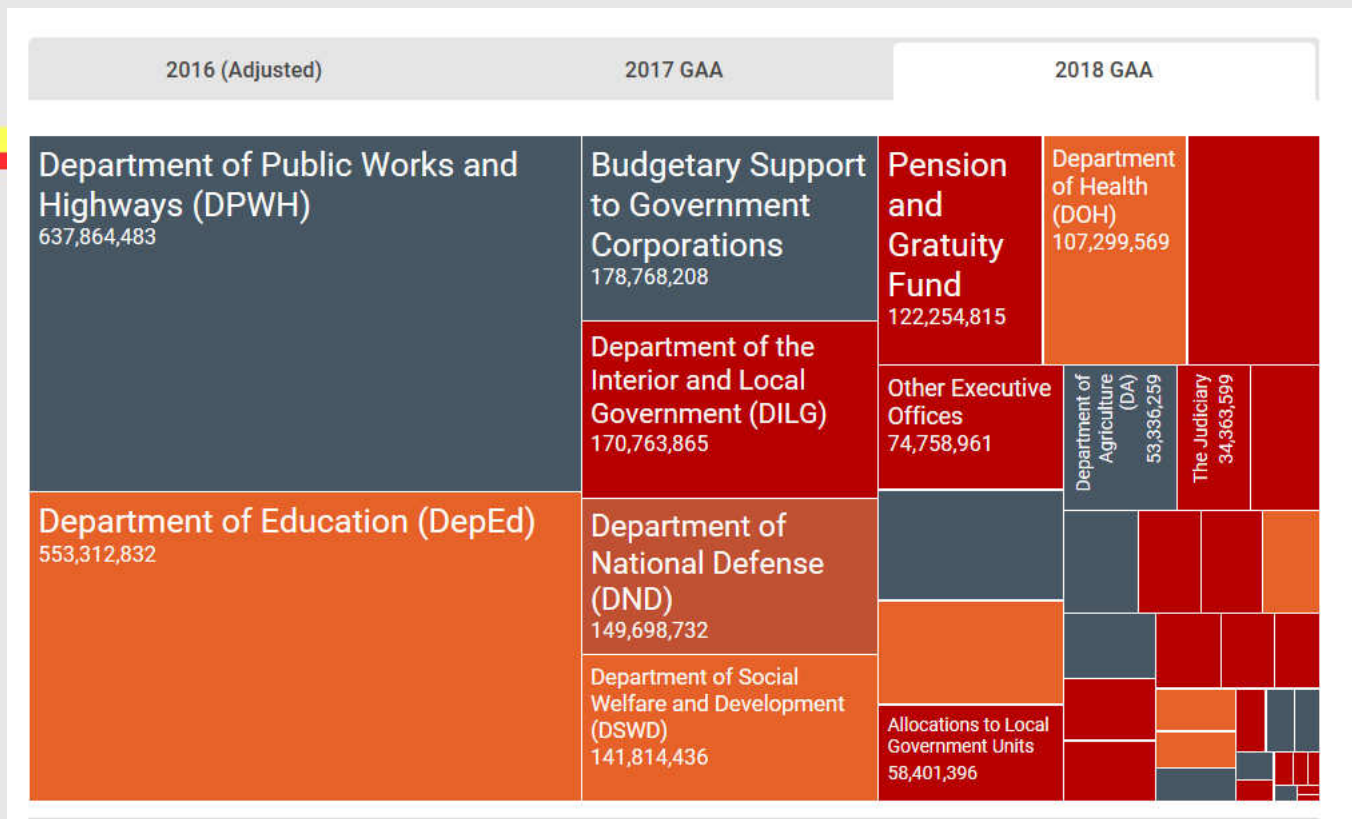 2016 (Adjusted)
2017 GAA
2018 GAA
Department of Public Works and
Highways (DPWH)
637,864,483
Department of Education (DepEd)
553,312,832
Budgetary Support
to Government
Corporations
178,768,208
Department of the
Interior and Local
Government (DILG)
170,763,865
Department of
National Defense
(DND)
149,698,732
Department of Social
Welfare and Development
(DSWD)
141,814,436
Pension
and
Gratuity
Fund
122,254,815
Department
of Health
(DOH)
107,299,569
Other Executive
Offices
74,758,961
Department of
Agriculture
(DA)
53,336,259
The Judiciary
34,363,599
Allocations to Local
Government Units
58,401,396